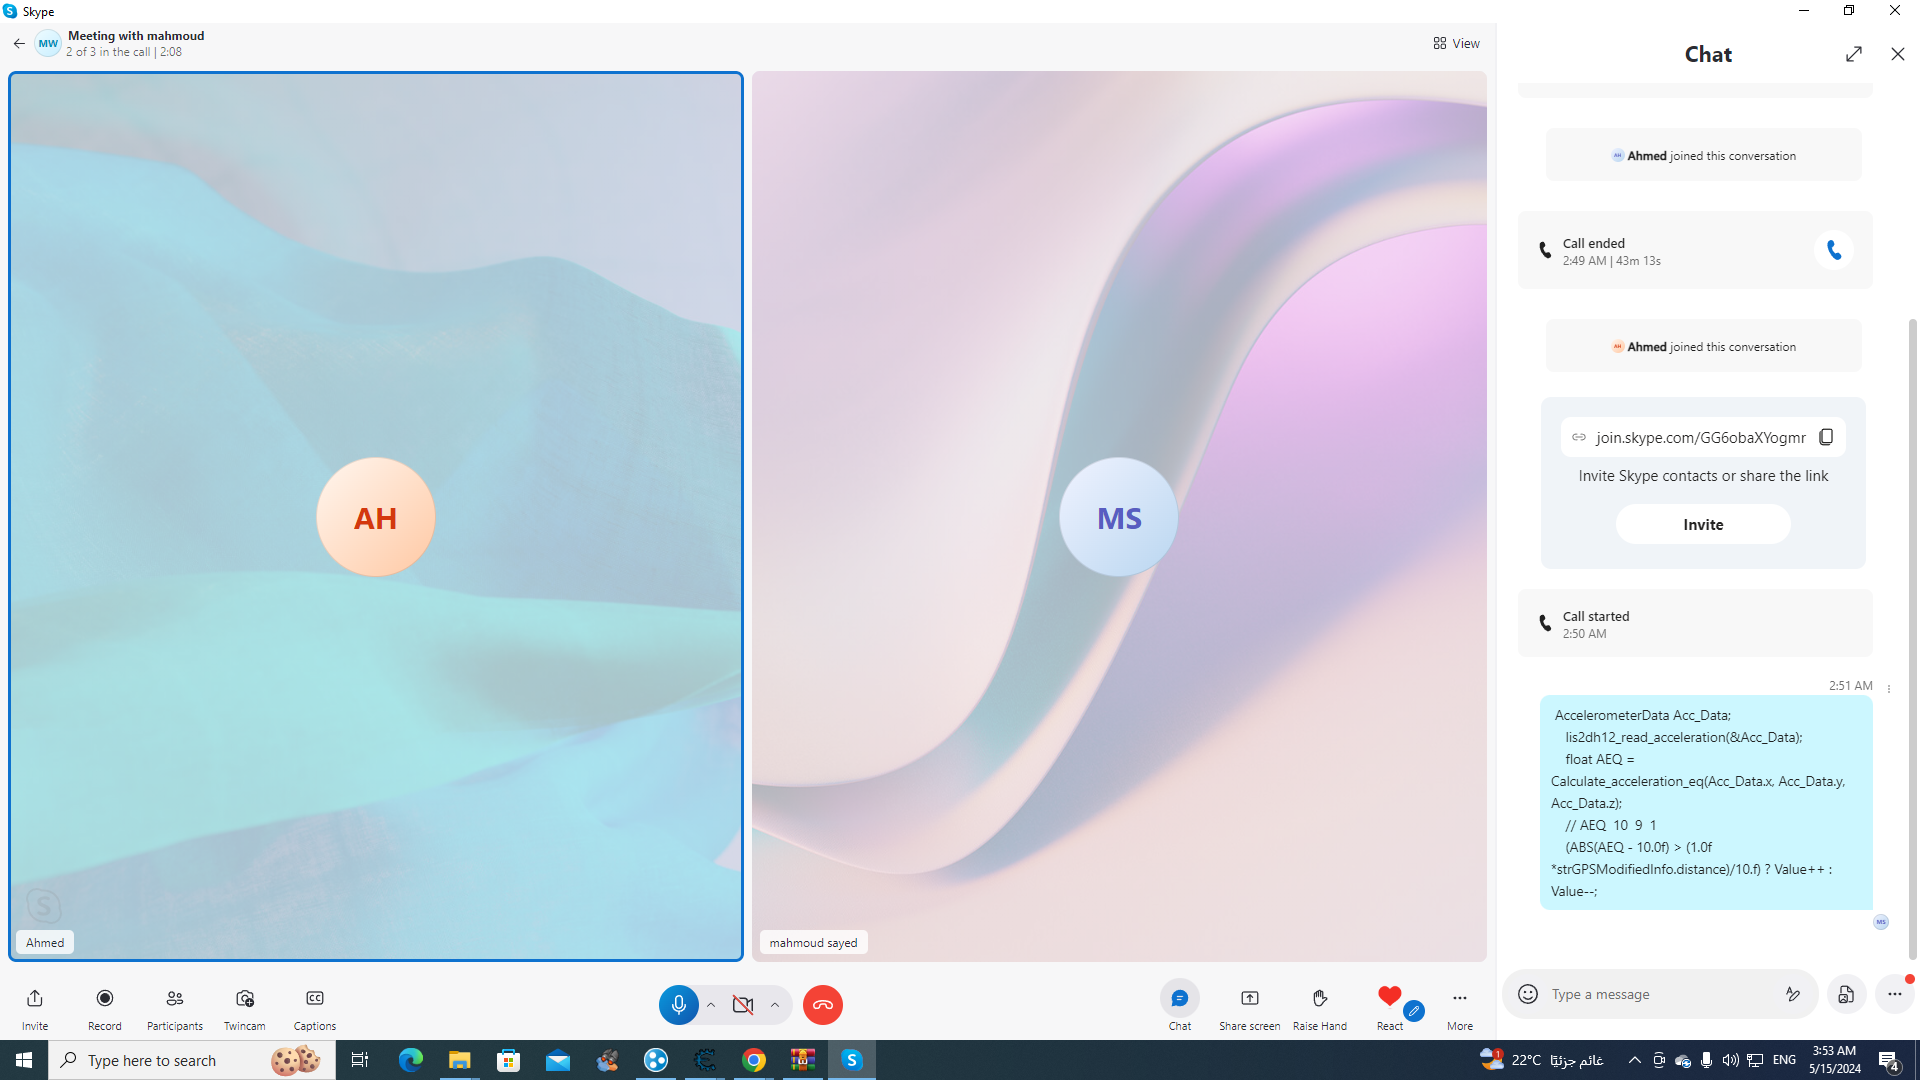 Skype
MW
Meeting with mahmoud
2 of 3 in the call | 2:08
View
Chat
AH Ahmed joined this conversation
Call ended
2:49 AM | 43m 13s
AH Ahmed joined this conversation
join.skype.com/GG6obaXYogmr
Invite Skype contacts or share the link
Invite
Call started
2:50 AM
2:51 AM
AccelerometerData Acc_Data;
lis2dh12_read_acceleration(&Acc_Data);
float AEQ =
Calculate_acceleration_eq(Acc_Data.x, Acc_Data.y,
Acc_Data.z);
// AEQ  10  9  1
(ABS(AEQ - 10.0f) > (1.0f
*strGPSModifiedInfo.distance)/10.f) ? Value++ :
Value--;
MS
AH
MS
Ahmed
mahmoud sayed
Type a message
Invite
Record
Participants
Twincam
CC
Captions
Chat
Share screen
Raise Hand
React
More
Type here to search
1
22°C غائم جزئيًا
ENG
3:53 AM
5/15/2024
4